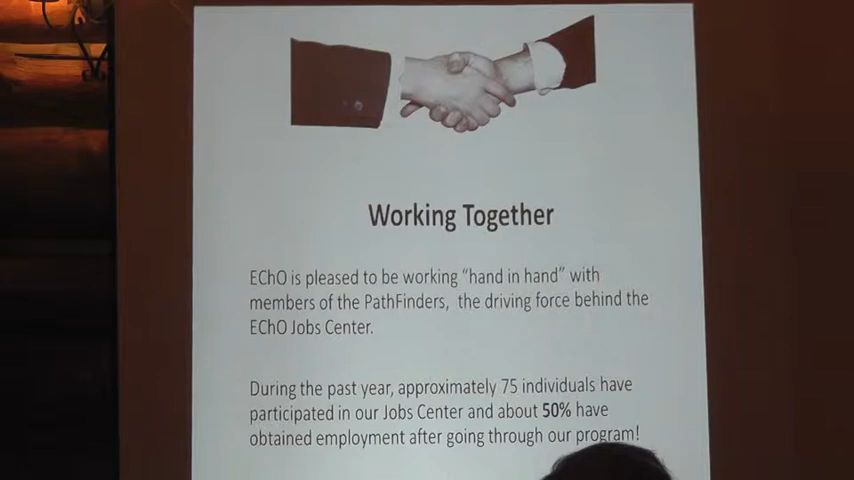 Working Together
EChO is pleased to be working “hand in hand” with
members of the PathFinders, the driving force behind the
EChO Jobs Center.
During the past year, approximately 75 individuals have
participated in our Jobs Center and about 50% have
obtained employment after going through our program!